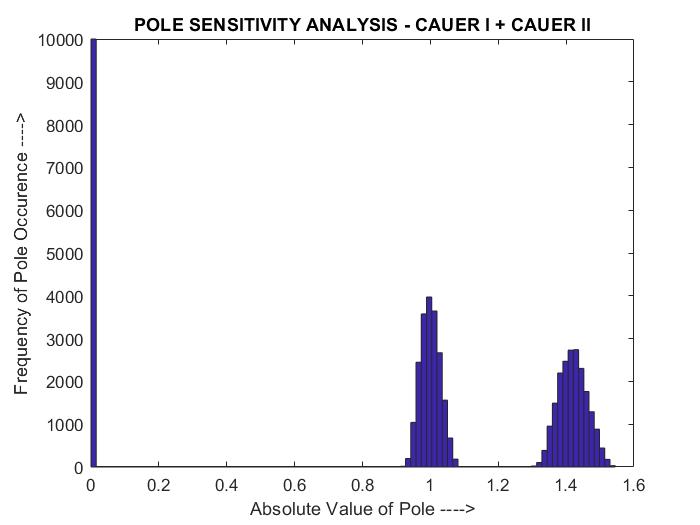 POLE SENSITIVITY ANALYSIS - CAUER I + CAUER II
10000
9000
8000
7000
6000
5000
4000
3000
2000
1000
0
Frequency of Pole Occurence ---->
0 0.2 0.4 0.6 0.8 1 1.2 1.4 1.6
Absolute Value of Pole ---->